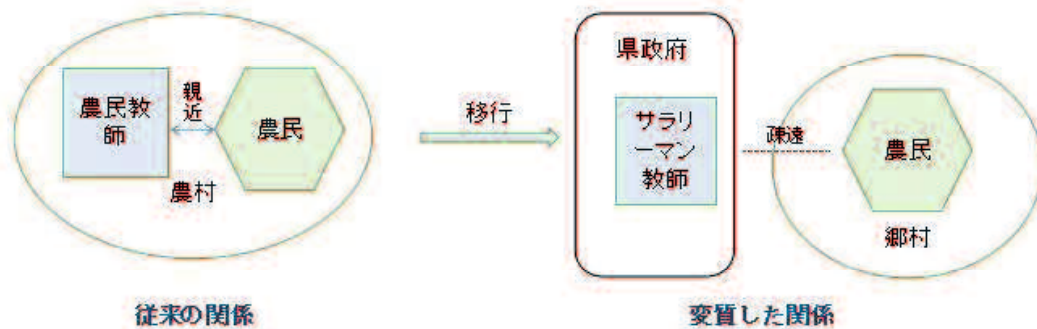 農民教
師
親
近
農民
農村
移行
県政府
サラリ
ーマン
教師
疎遠
農民
郷村
従来の関係
変質した関係